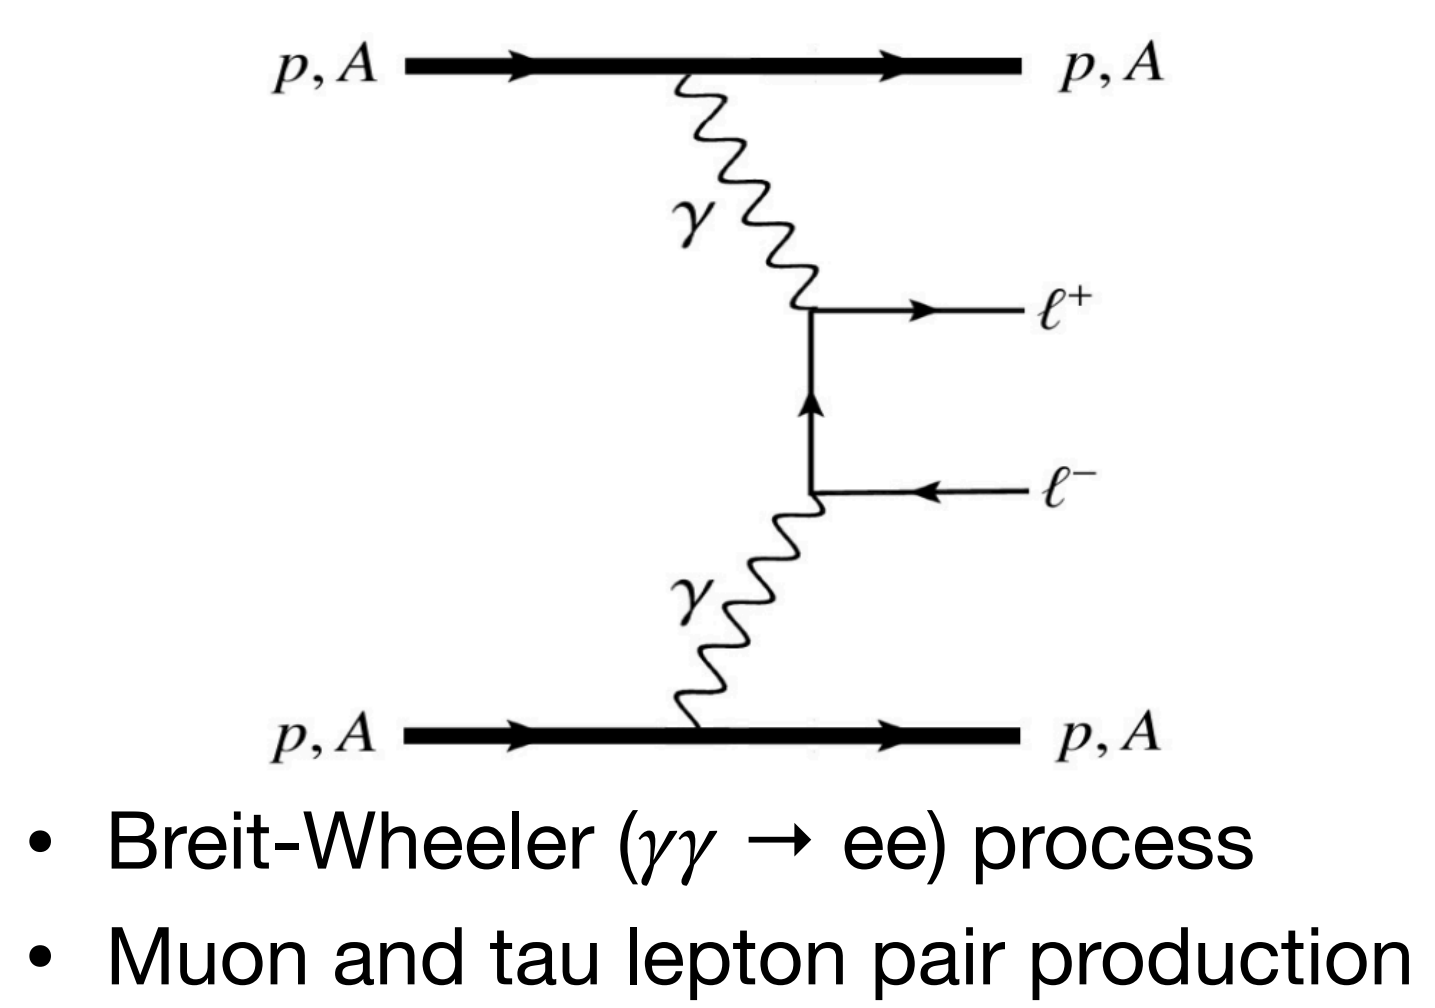 p, A p, A
γ
ℓ⁺
ℓ⁻
γ
p, A p, A
• Breit-Wheeler (γγ → ee) process
• Muon and tau lepton pair production